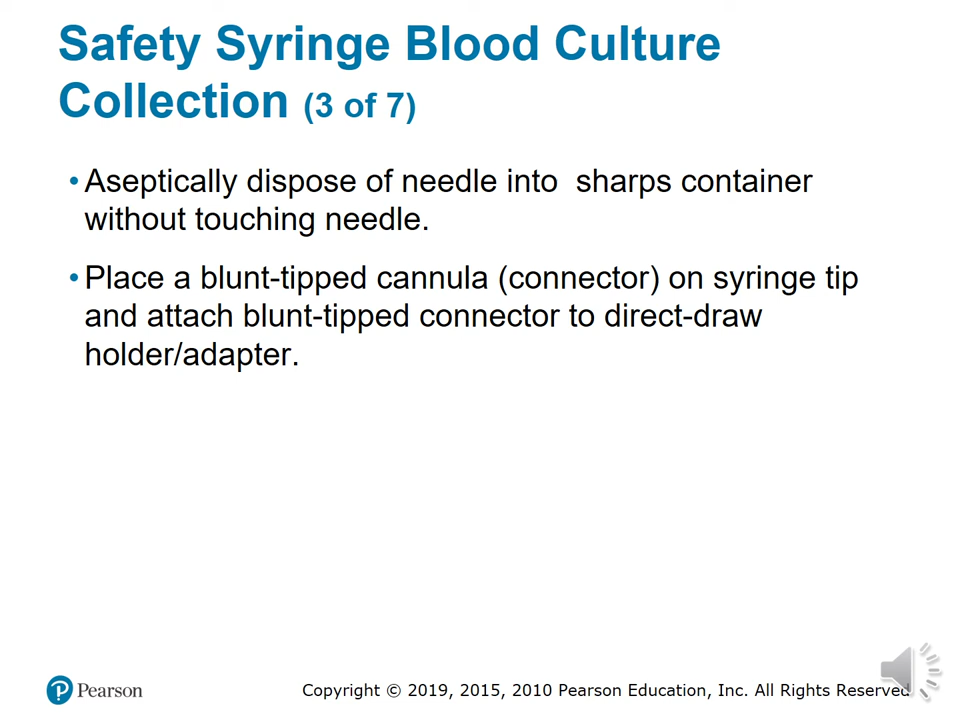 Safety Syringe Blood Culture
Collection (3 of 7)
• Aseptically dispose of needle into  sharps container
without touching needle.
• Place a blunt-tipped cannula (connector) on syringe tip
and attach blunt-tipped connector to direct-draw
holder/adapter.
Pearson
Copyright © 2019, 2015, 2010 Pearson Education, Inc. All Rights Reserved